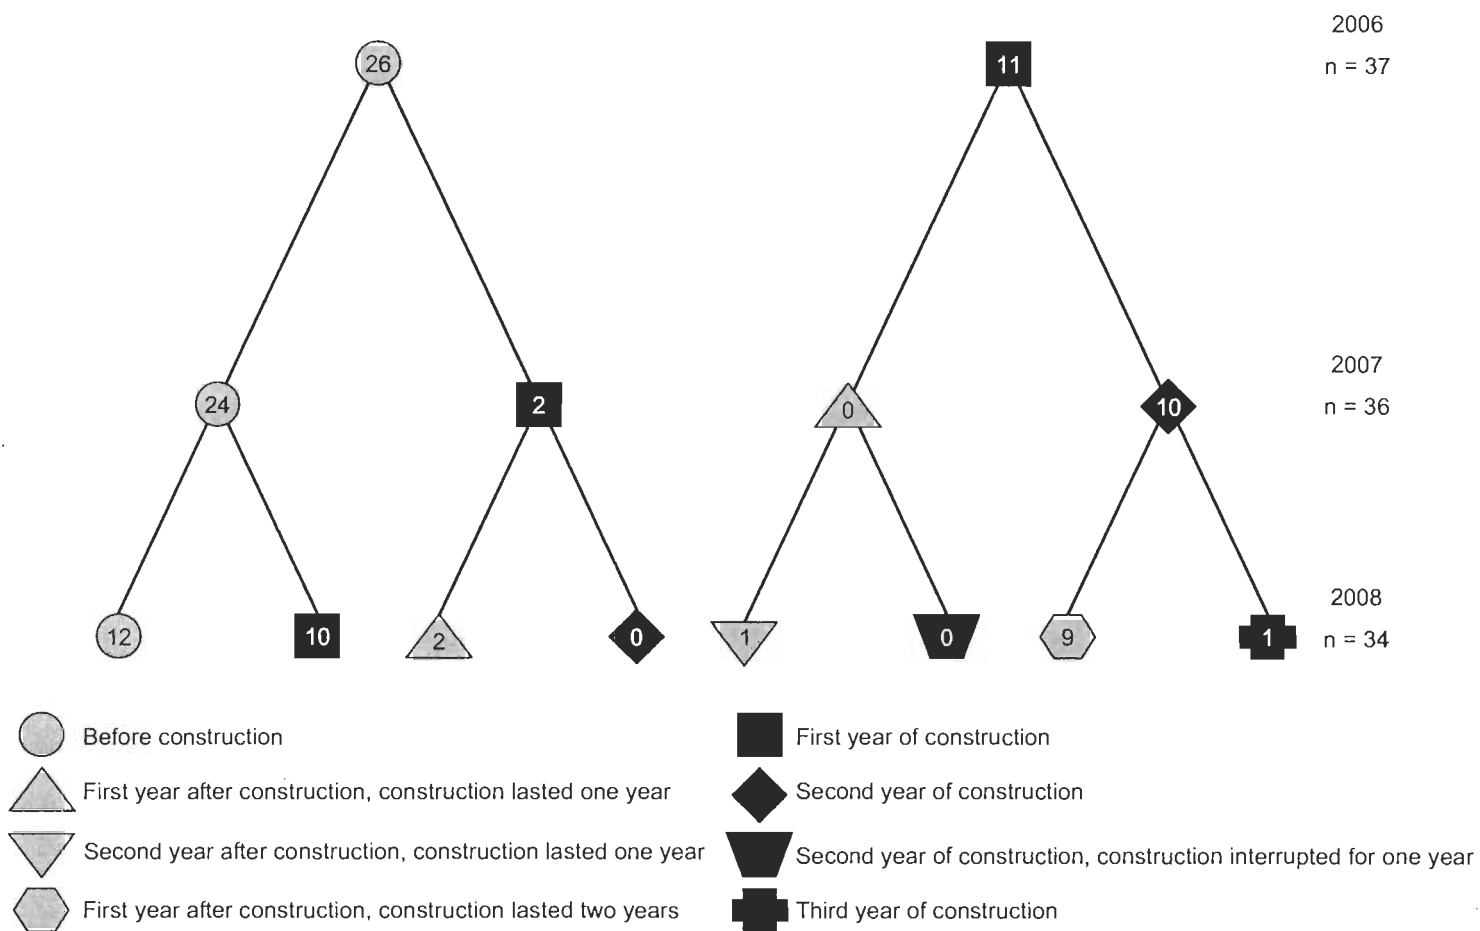 2006
26
11
n = 37
2007
24
2
0
10
n = 36
2008
12
10
2
0
1
0
9
1
n = 34
Before construction
First year of construction
First year after construction, construction lasted one year
Second year of construction
Second year after construction, construction lasted one year
Second year of construction, construction interrupted for one year
First year after construction, construction lasted two years
Third year of construction